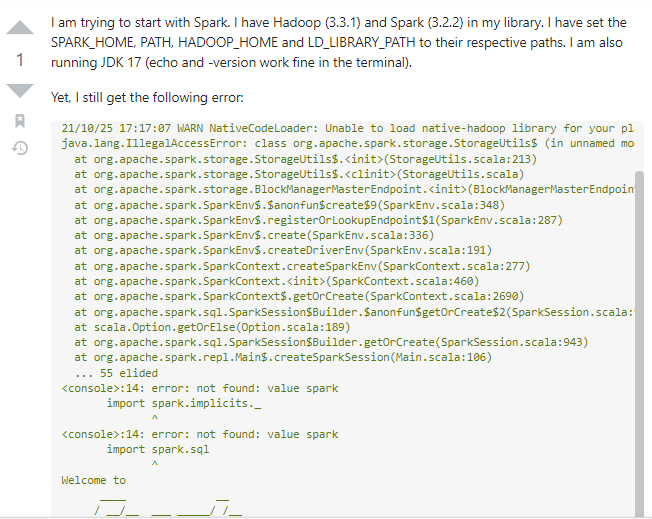 I am trying to start with Spark. I have Hadoop (3.3.1) and Spark (3.2.2) in my library. I have set the
SPARK_HOME, PATH, HADOOP_HOME and LD_LIBRARY_PATH to their respective paths. I am also
1
running JDK 17 (echo and -version work fine in the terminal).
Yet, I still get the following error:
21/10/25 17:17:07 WARN NativeCodeLoader: Unable to load native-hadoop library for your pl
java.lang.IllegalAccessError: class org.apache.spark.storage.StorageUtils$ (in unnamed mo
at org.apache.spark.storage.StorageUtils$.<init>(StorageUtils.scala:213)
at org.apache.spark.storage.StorageUtils$.<clinit>(StorageUtils.scala)
at org.apache.spark.storage.BlockManagerMasterEndpoint.<init>(BlockManagerMasterEndpoin
at org.apache.spark.SparkEnv$.$anonfun$create$9(SparkEnv.scala:348)
at org.apache.spark.SparkEnv$.registerOrLookupEndpoint$1(SparkEnv.scala:287)
at org.apache.spark.SparkEnv$.create(SparkEnv.scala:336)
at org.apache.spark.SparkEnv$.createDriverEnv(SparkEnv.scala:191)
at org.apache.spark.SparkContext.createSparkEnv(SparkContext.scala:277)
at org.apache.spark.SparkContext.<init>(SparkContext.scala:460)
at org.apache.spark.SparkContext$.getOrCreate(SparkContext.scala:2690)
at org.apache.spark.sql.SparkSession$Builder.$anonfun$getOrCreate$2(SparkSession.scala:
at scala.Option.getOrElse(Option.scala:189)
at org.apache.spark.sql.SparkSession$Builder.getOrCreate(SparkSession.scala:943)
at org.apache.spark.repl.Main$.createSparkSession(Main.scala:106)
... 55 elided
<console>:14: error: not found: value spark
import spark.implicits._
^
<console>:14: error: not found: value spark
import spark.sql
^
Welcome to
____ __
/ __/__ ___ _____/ /__